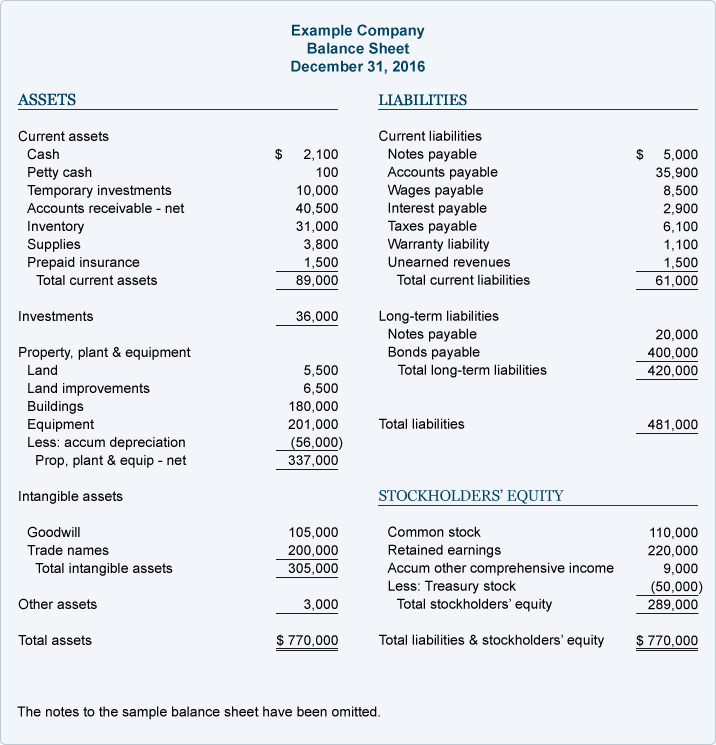 Example Company
Balance Sheet
December 31, 2016
ASSETS
Current assets
Cash $ 2,100
Petty cash 100
Temporary investments 10,000
Accounts receivable - net 40,500
Inventory 31,000
Supplies 3,800
Prepaid insurance 1,500
Total current assets 89,000
Investments 36,000
Property, plant & equipment
Land 5,500
Land improvements 6,500
Buildings 180,000
Equipment 201,000
Less: accum depreciation (56,000)
Prop, plant & equip - net 337,000
Intangible assets
Goodwill 105,000
Trade names 200,000
Total intangible assets 305,000
Other assets 3,000
Total assets $ 770,000
LIABILITIES
Current liabilities
Notes payable $ 5,000
Accounts payable 35,900
Wages payable 8,500
Interest payable 2,900
Taxes payable 6,100
Warranty liability 1,100
Unearned revenues 1,500
Total current liabilities 61,000
Long-term liabilities
Notes payable 20,000
Bonds payable 400,000
Total long-term liabilities 420,000
Total liabilities 481,000
STOCKHOLDERS’ EQUITY
Common stock 110,000
Retained earnings 220,000
Accum other comprehensive income 9,000
Less: Treasury stock (50,000)
Total stockholders’ equity 289,000
Total liabilities & stockholders’ equity $ 770,000
The notes to the sample balance sheet have been omitted.